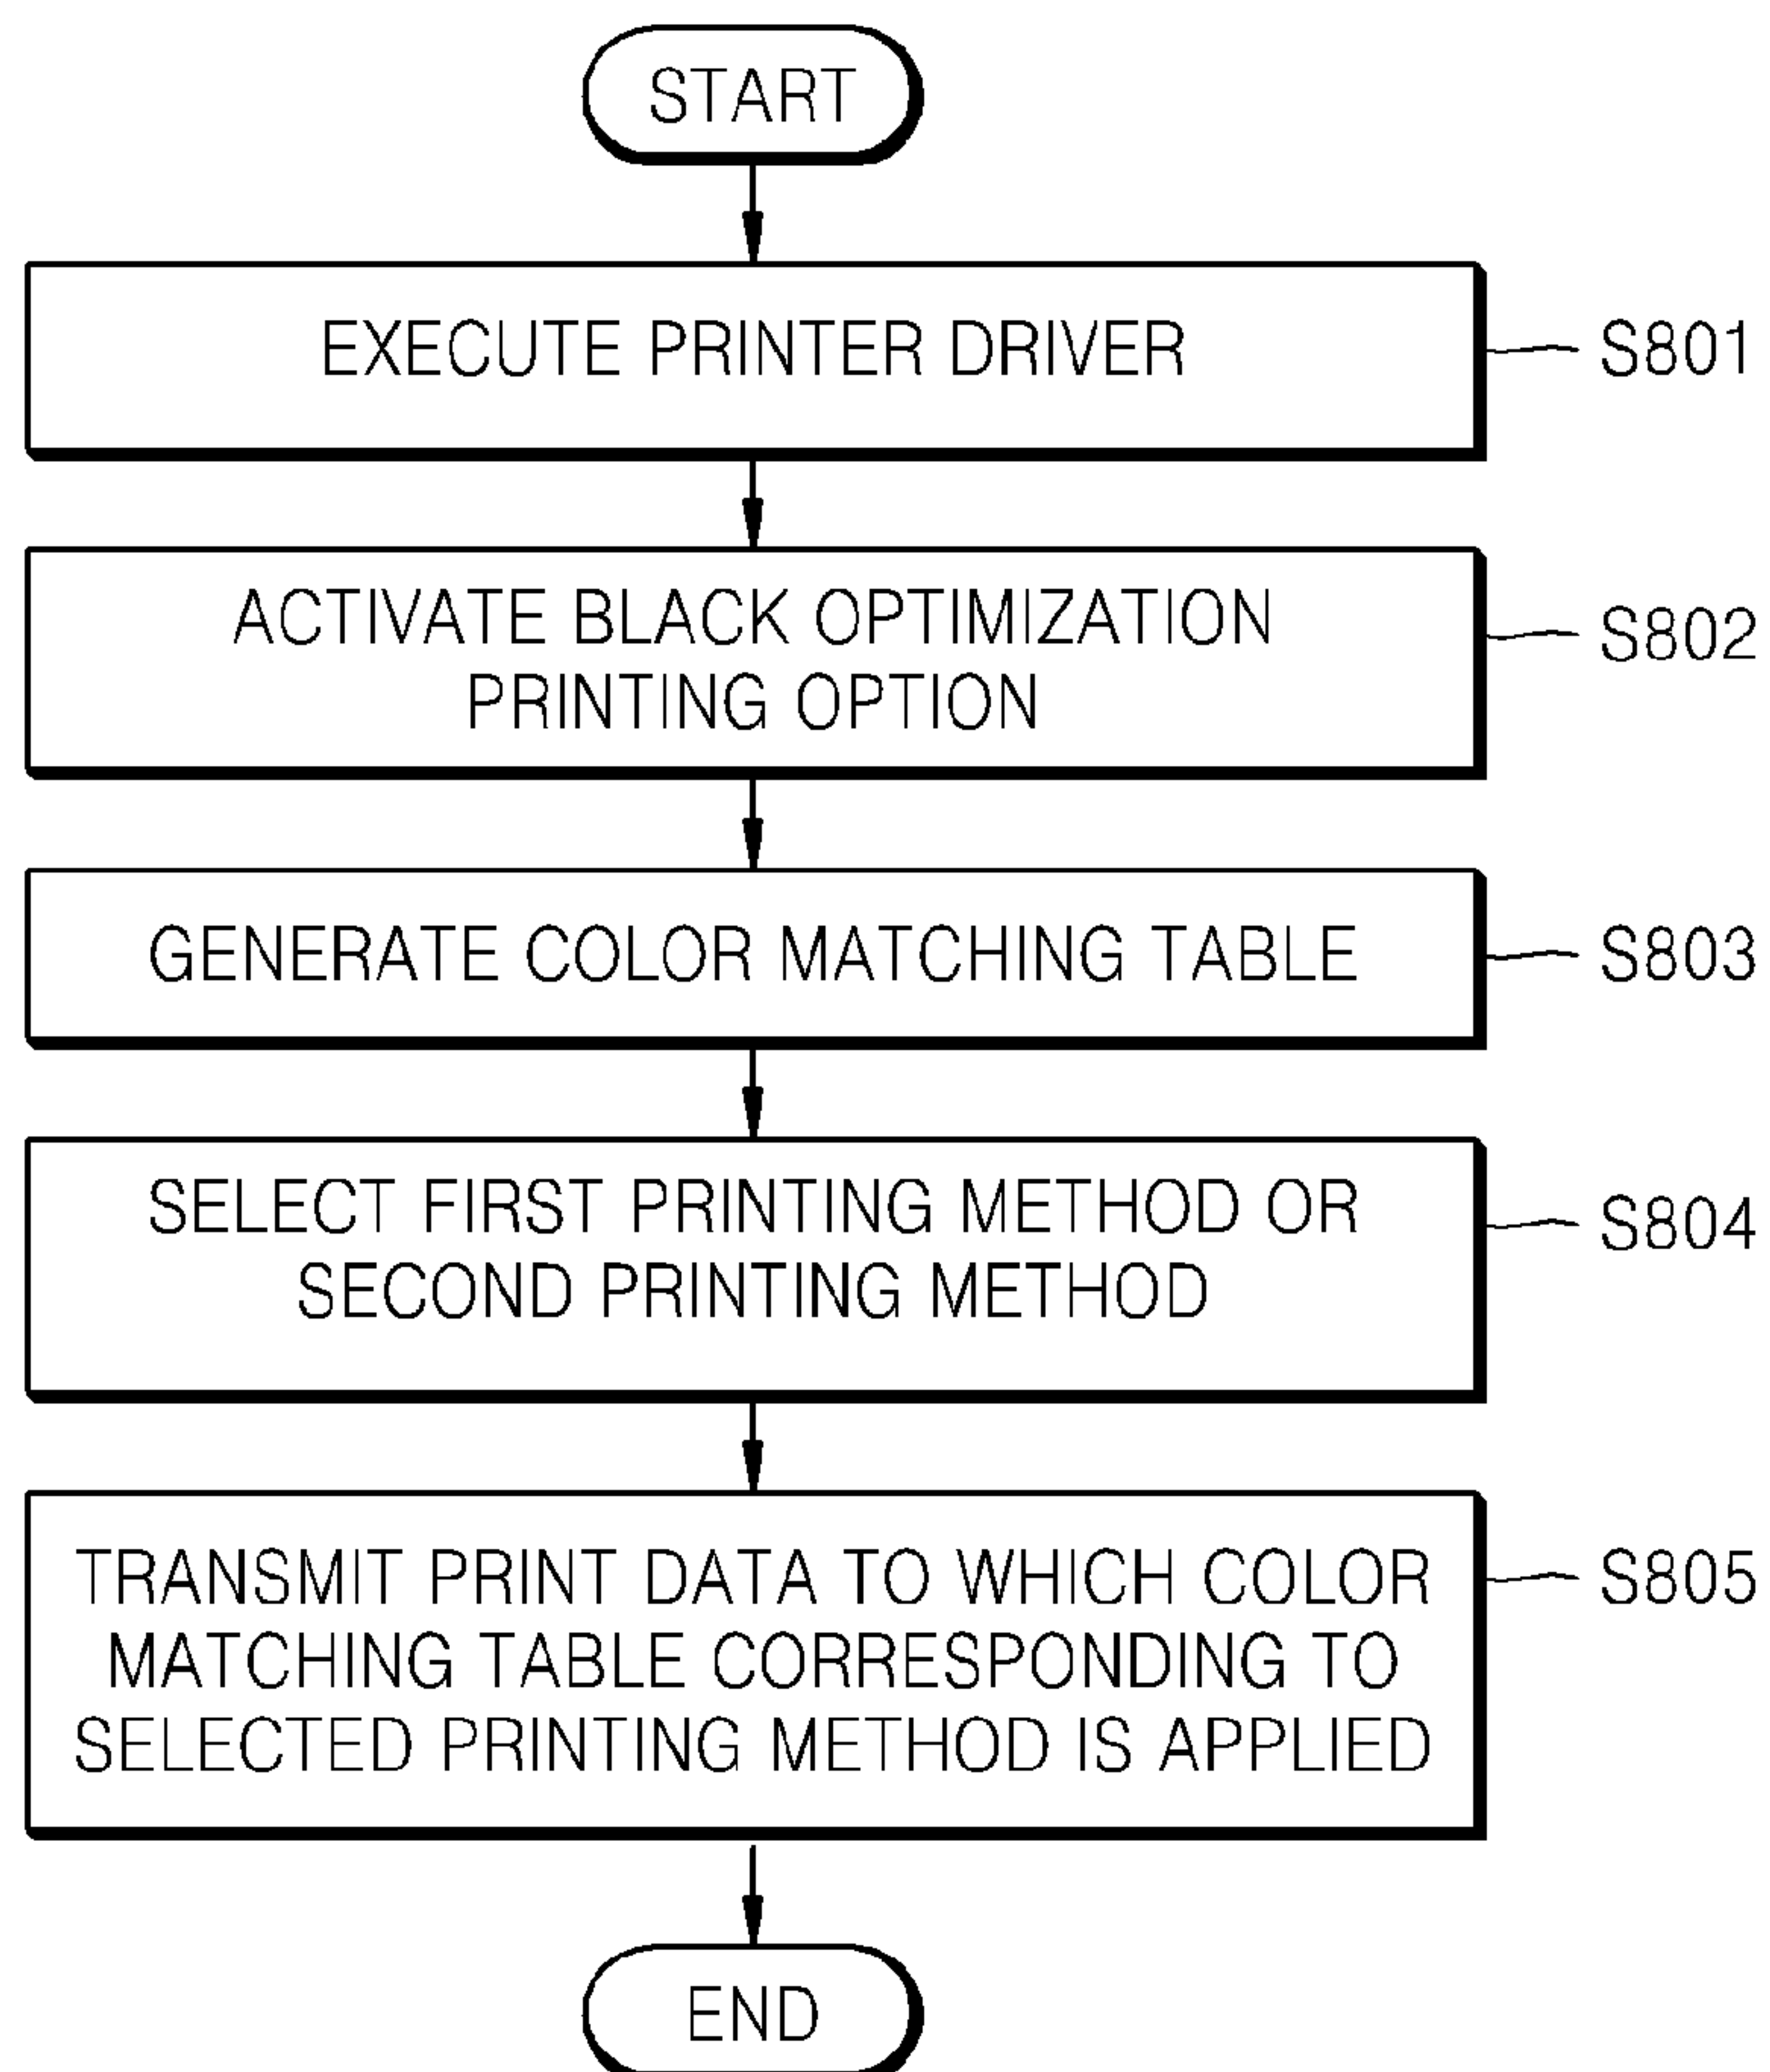 START
EXECUTE PRINTER DRIVER
S801
ACTIVATE BLACK OPTIMIZATION
PRINTING OPTION
S802
GENERATE COLOR MATCHING TABLE
S803
SELECT FIRST PRINTING METHOD OR
SECOND PRINTING METHOD
S804
TRANSMIT PRINT DATA TO WHICH COLOR
MATCHING TABLE CORRESPONDING TO
SELECTED PRINTING METHOD IS APPLIED
S805
END